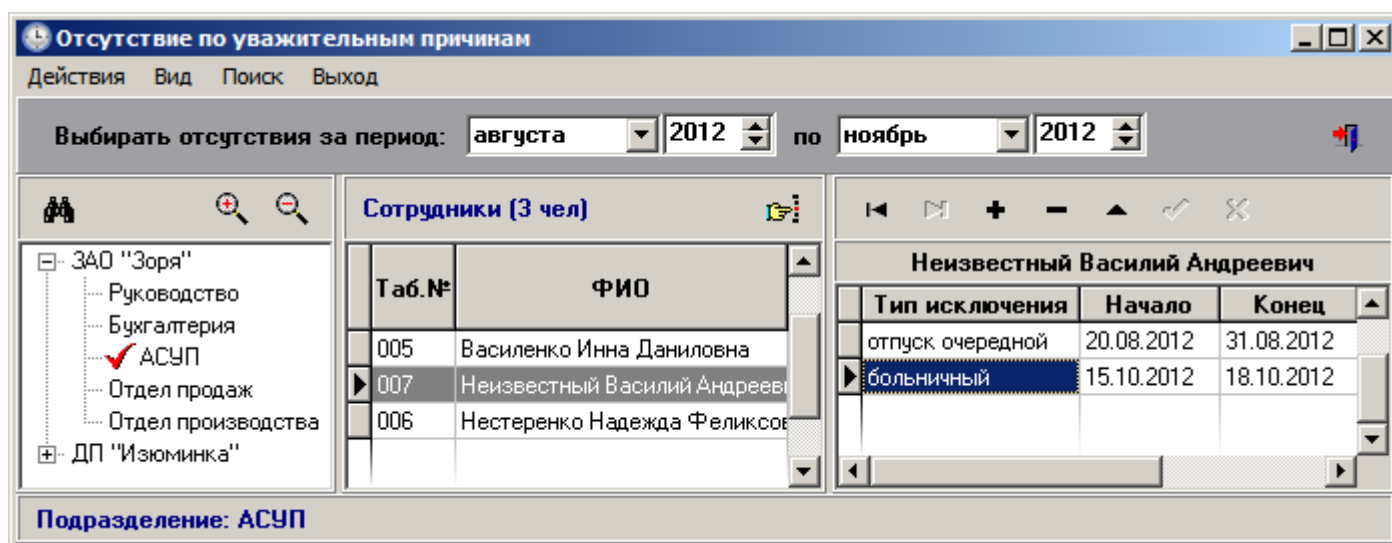 Отсутствие по уважительным причинам
Действия Вид Поиск Выход
Выбирать отсутствия за период: августа 2012 по ноябрь 2012
Сотрудники (3 чел)
ЗАО "Зоря"
Руководство
Бухгалтерия
АСУП
Отдел продаж
Отдел производства
ДП "Изюминка"
Таб.№ ФИО
005 Василенко Инна Даниловна
007 Неизвестный Василий Андрееви
006 Нестеренко Надежда Феликсов
Неизвестный Василий Андреевич
Тип исключения Начало Конец
отпуск очередной 20.08.2012 31.08.2012
больничный 15.10.2012 18.10.2012
Подразделение: АСУП